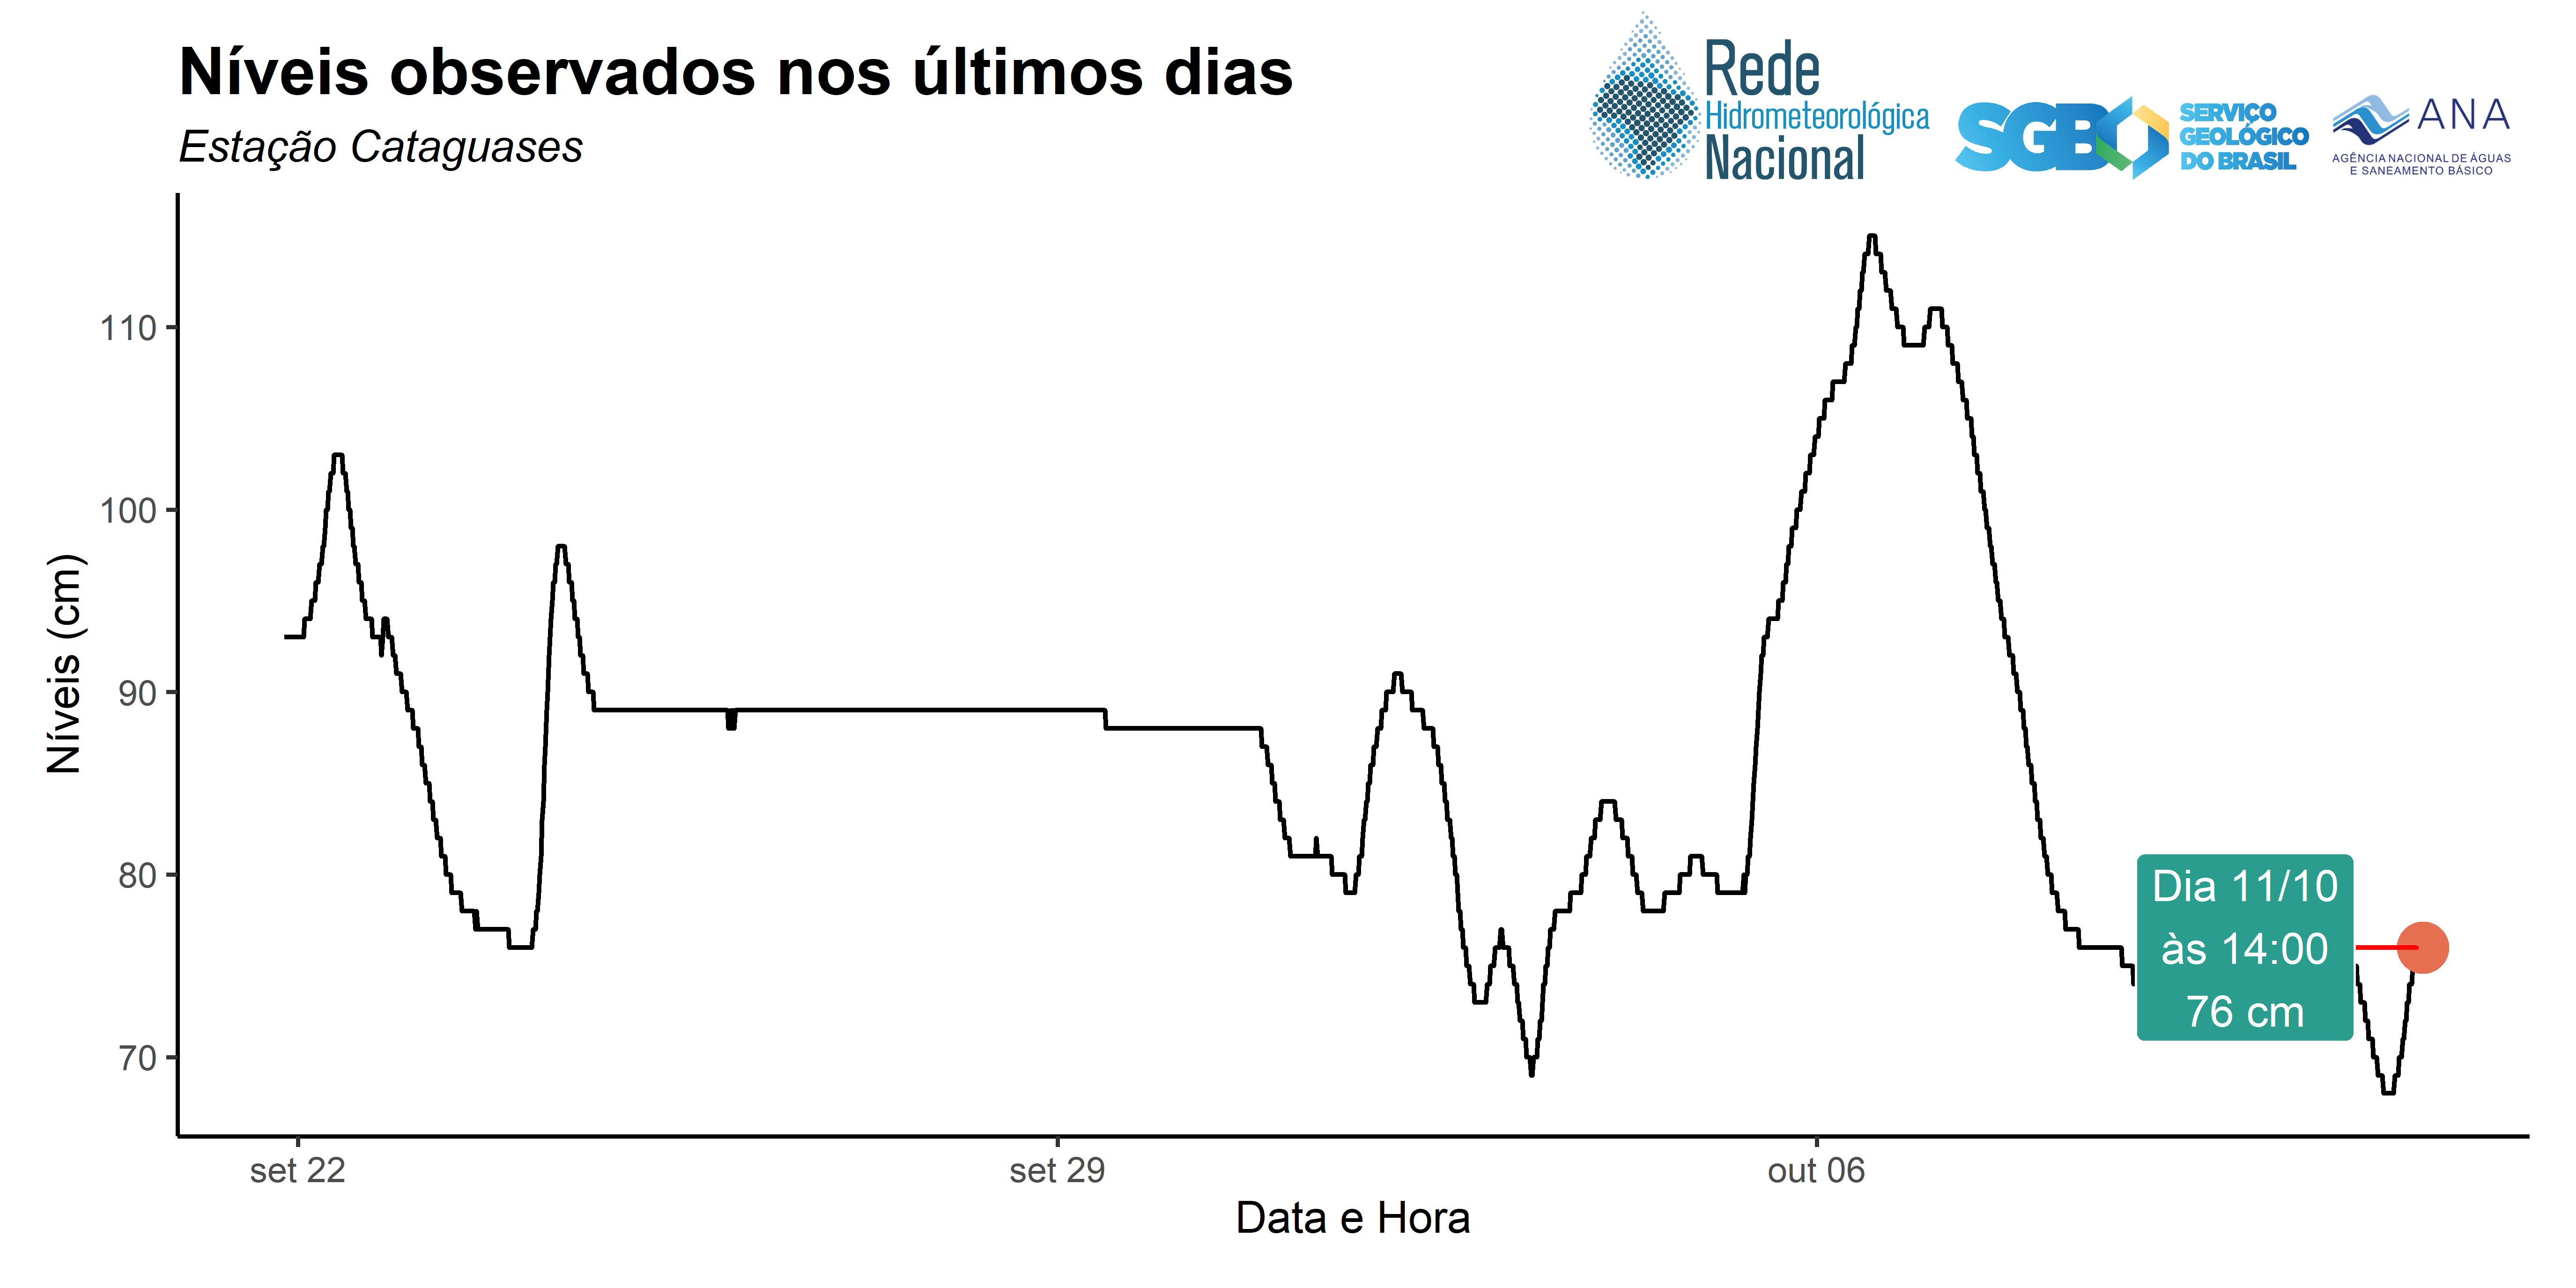 Níveis observados nos últimos dias
Estação Cataguases
Rede
Hidrometeorológica
Nacional
SGB
SERVIÇO
GEOLÓGICO
DO BRASIL
ANA
AGÊNCIA NACIONAL DE ÁGUAS
E SANEAMENTO BÁSICO
Níveis (cm)
110
100
90
80
70
Dia 11/10
às 14:00
76 cm
set 22
set 29
out 06
Data e Hora